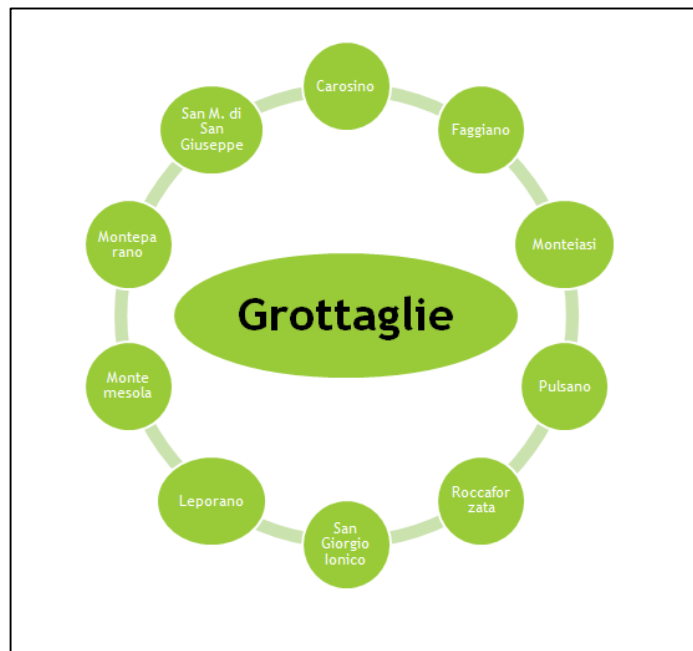 Carosino
Faggiano
Monteiasi
Pulsano
Roccafor
zata
San
Giorgio
Ionico
Leporano
Monte
mesola
Montepa
rano
San M. di
San
Giuseppe
Grottaglie